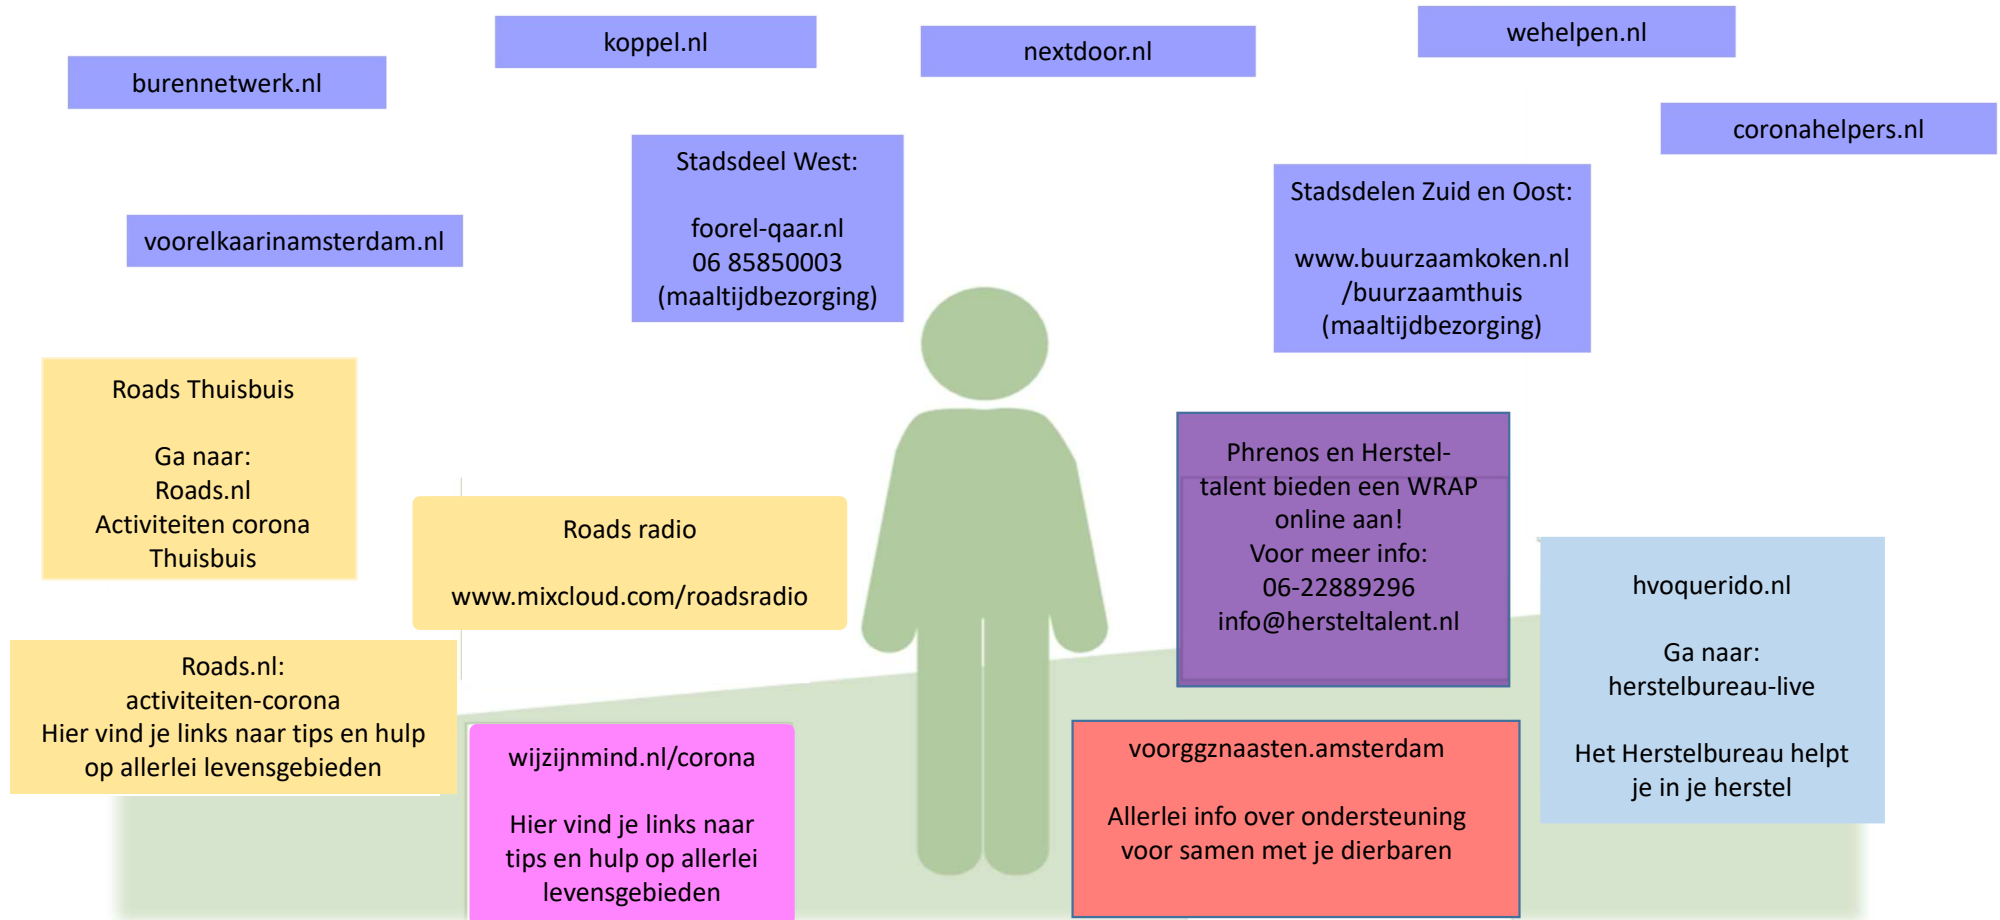 burennetwerk.nl
koppel.nl
nextdoor.nl
wehelpen.nl
coronahelpers.nl
voorelkaarinamsterdam.nl
Stadsdeel West:
foorel-qaar.nl
06 85850003
(maaltijdbezorging)
Stadsdelen Zuid en Oost:
www.buurzaamkoken.nl
/buurzaamthuis
(maaltijdbezorging)
Roads Thuisbuis
Ga naar:
Roads.nl
Activiteiten corona
Thuisbuis
Roads radio
www.mixcloud.com/roadsradio
Phrenos en Herstel-
talent bieden een WRAP
online aan!
Voor meer info:
06-22889296
info@hersteltalent.nl
hvoquerido.nl
Ga naar:
herstelbureau-live
Het Herstelbureau helpt
je in je herstel
Roads.nl:
activiteiten-corona
Hier vind je links naar tips en hulp
op allerlei levensgebieden
wijzijnmind.nl/corona
Hier vind je links naar
tips en hulp op allerlei
levensgebieden
voorggznaasten.amsterdam
Allerlei info over ondersteuning
voor samen met je dierbaren